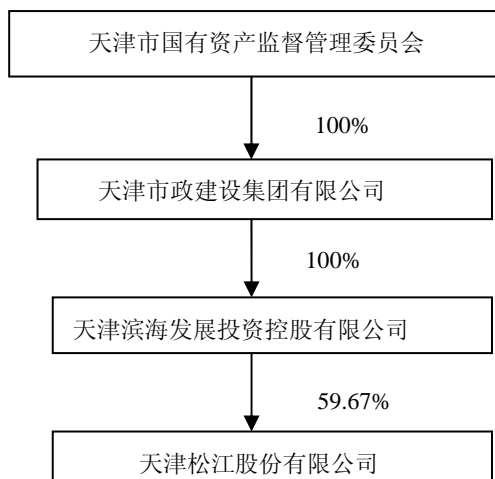 天津市国有资产监督管理委员会
100%
天津市政建设集团有限公司
100%
天津滨海发展投资控股有限公司
59.67%
天津松江股份有限公司